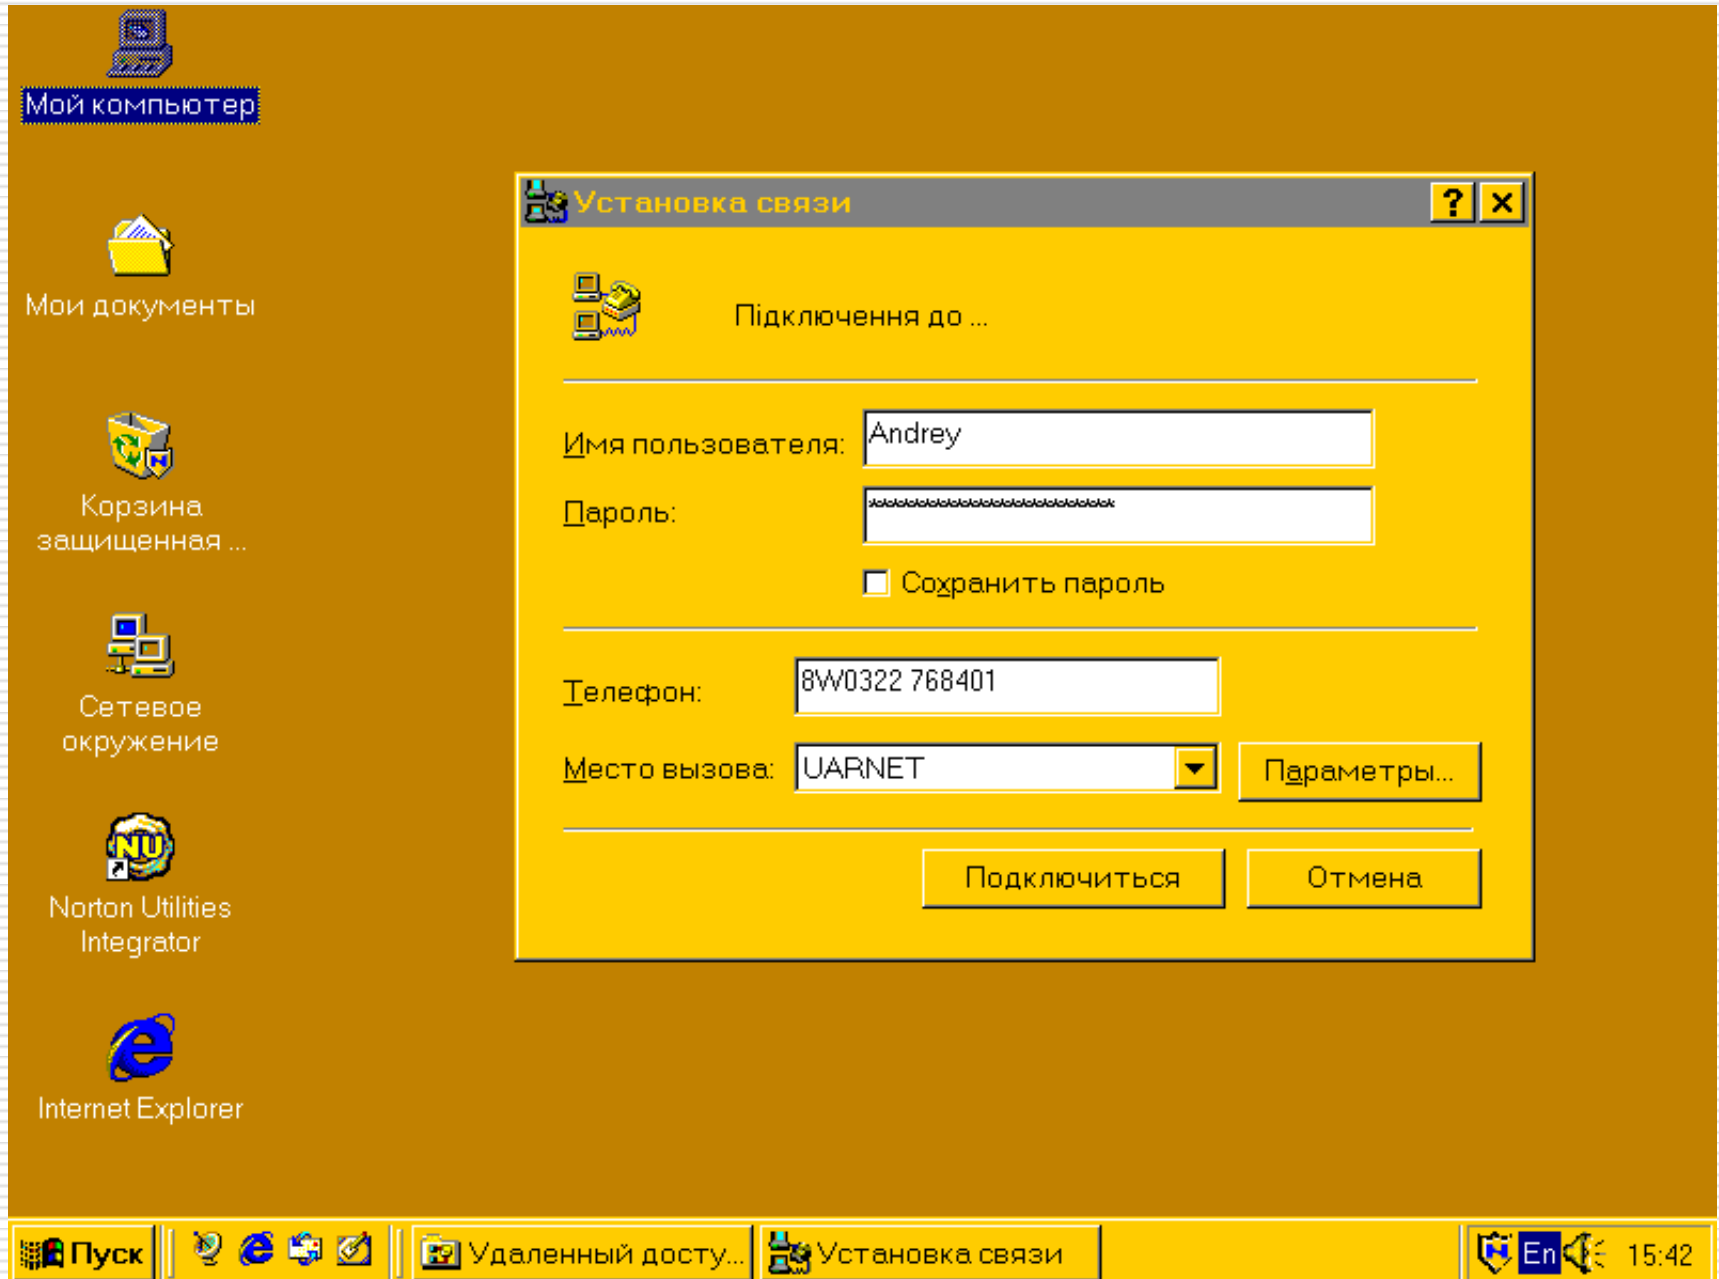 Мой компьютер
Мои документы
Корзина
защищенная ...
Сетевое
окружение
NU
Norton Utilities
Integrator
Internet Explorer
Установка связи
Підключення до ...
Имя пользователя:
Andrey
Пароль:
**************************
Сохранить пароль
Телефон:
8W0322 768401
Место вызова:
UARNET
Параметры...
Подключиться
Отмена
Пуск
Удаленный досту...
Установка связи
En
15:42